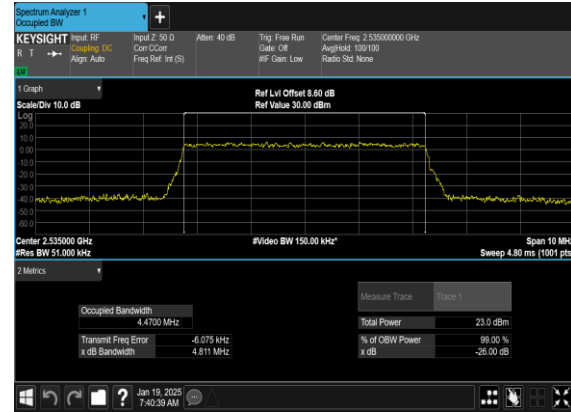 Spectrum Analyzer 1
Occupied BW
+
KEYSIGHT Input: RF Input Z: 50 Ω Atten: 40 dB Trig: Free Run Center Freq: 2.535000000 GHz
R T Coupling: DC Corr CCorr Gate: Off Avg|Hold: 100/100
Align: Auto Freq Ref: Int (S) #IF Gain: Low Radio Std: None
1 Graph
Ref Lvl Offset 8.60 dB
Scale/Div 10.0 dB Ref Value 30.00 dBm
Log
20.0
10.0
0.00
-10.0
-20.0
-30.0
-40.0
-50.0
-60.0
Center 2.535000 GHz #Video BW 150.00 kHz* Span 10 MHz
#Res BW 51.000 kHz Sweep 4.80 ms (1001 pts
2 Metrics
Measure Trace Trace 1
Occupied Bandwidth
4.4700 MHz Total Power 23.0 dBm
Transmit Freq Error -6.075 kHz % of OBW Power 99.00 %
x dB Bandwidth 4.811 MHz x dB -26.00 dB
? Jan 19, 2025
7:40:39 AM